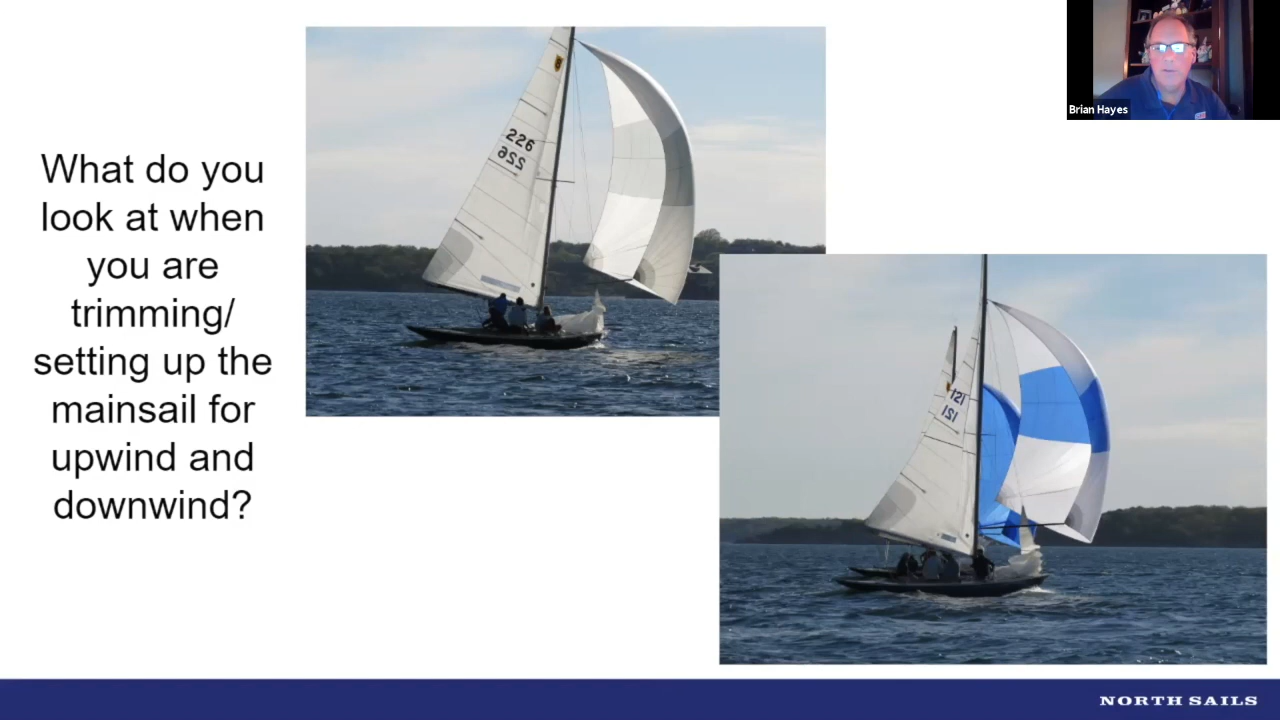 What do you
look at when
you are
trimming/
setting up the
mainsail for
upwind and
downwind?
226
226
121
121
Brian Hayes
NORTH SAILS